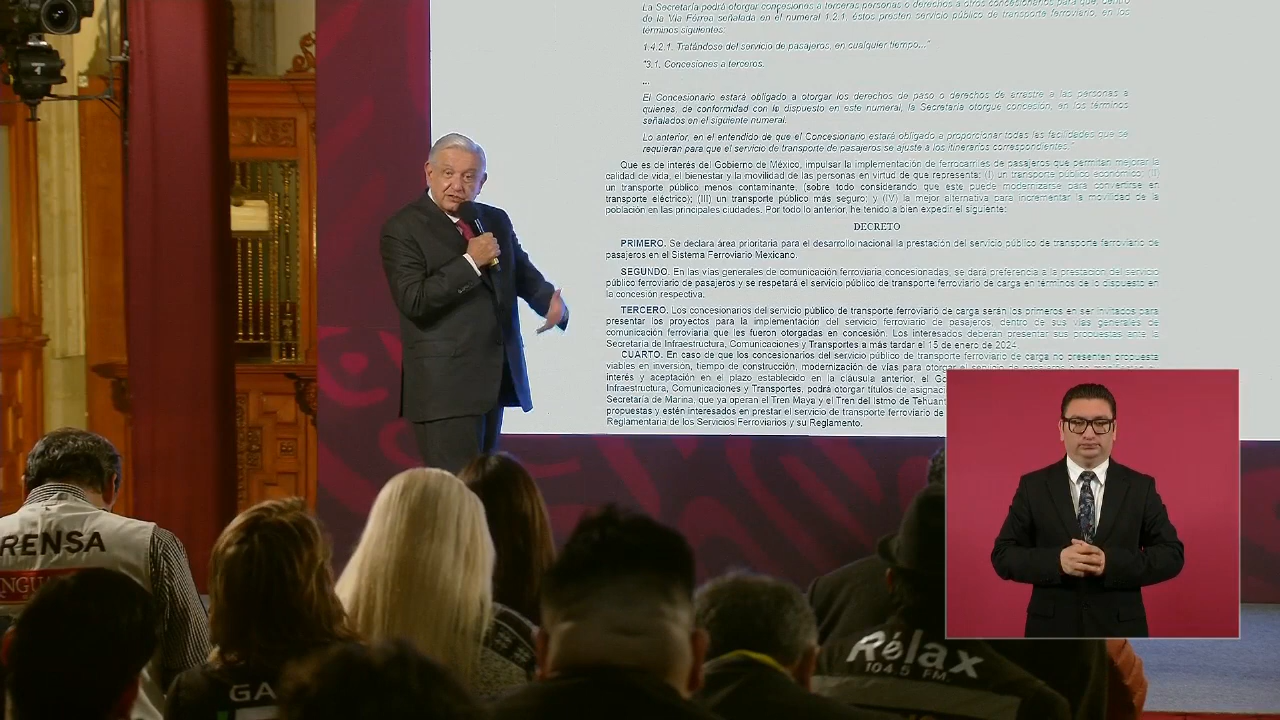 La Secretaría podrá otorgar concesiones a terceras personas o derechos a otros concesionarios para que, dentro
de la Vía Férrea señalada en el numeral 1.2.1, éstos presten servicio público de transporte ferroviario, en los
términos siguientes:
1.4.2.1. Tratándose del servicio de pasajeros, en cualquier tiempo..."
"3.1. Concesiones a terceros.
...
El Concesionario estará obligado a otorgar los derechos de paso o derechos de arrastre a las personas a
quienes, de conformidad con lo dispuesto en este numeral, la Secretaría otorgue concesión, en los términos
señalados en el siguiente numeral.
Lo anterior, en el entendido de que el Concesionario estará obligado a proporcionar todas las facilidades que se
requieran para que el servicio de transporte de pasajeros se ajuste a los itinerarios correspondientes."
Que es de interés del Gobierno de México, impulsar la implementación de ferrocarriles de pasajeros que permitan mejorar la
calidad de vida, el bienestar y la movilidad de las personas en virtud de que representa: (I) un transporte público económico; (II)
un transporte público menos contaminante (sobre todo considerando que este puede modernizarse para convertirse en
transporte eléctrico); (III) un transporte público más seguro; y (IV) la mejor alternativa para incrementar la movilidad de la
población en las principales ciudades. Por todo lo anterior, he tenido a bien expedir el siguiente:
DECRETO
PRIMERO. Se declara área prioritaria para el desarrollo nacional la prestación del servicio público de transporte ferroviario de
pasajeros en el Sistema Ferroviario Mexicano.
SEGUNDO. En las vías generales de comunicación ferroviaria concesionadas se dará preferencia a la prestación del servicio
público ferroviario de pasajeros y se respetará el servicio público de transporte ferroviario de carga en términos de lo dispuesto en
la concesión respectiva.
TERCERO. Los concesionarios del servicio público de transporte ferroviario de carga serán los primeros en ser invitados para
presentar los proyectos para la implementación del servicio ferroviario de pasajeros, dentro de sus vías generales de
comunicación ferroviaria que les fueron otorgadas en concesión. Los interesados deberán presentar sus propuestas ante la
Secretaría de Infraestructura, Comunicaciones y Transportes a más tardar el 15 de enero de 2024.
CUARTO. En caso de que los concesionarios del servicio público de transporte ferroviario de carga no presenten propuesta
viables en inversión, tiempo de construcción, modernización de vías para otorgar el servicio de pasajeros
interés y aceptación en el plazo establecido en la cláusula anterior, el Go
Infraestructura, Comunicaciones y Transportes, podrá otorgar títulos de asignac
Secretaría de Marina, que ya operan el Tren Maya y el Tren del Istmo de Tehuant
propuestas y estén interesados en prestar el servicio de transporte ferroviario de
Reglamentaria de los Servicios Ferroviarios y su Reglamento.
RENSA
NGUA
GA
Rélax
104.5 FM
4